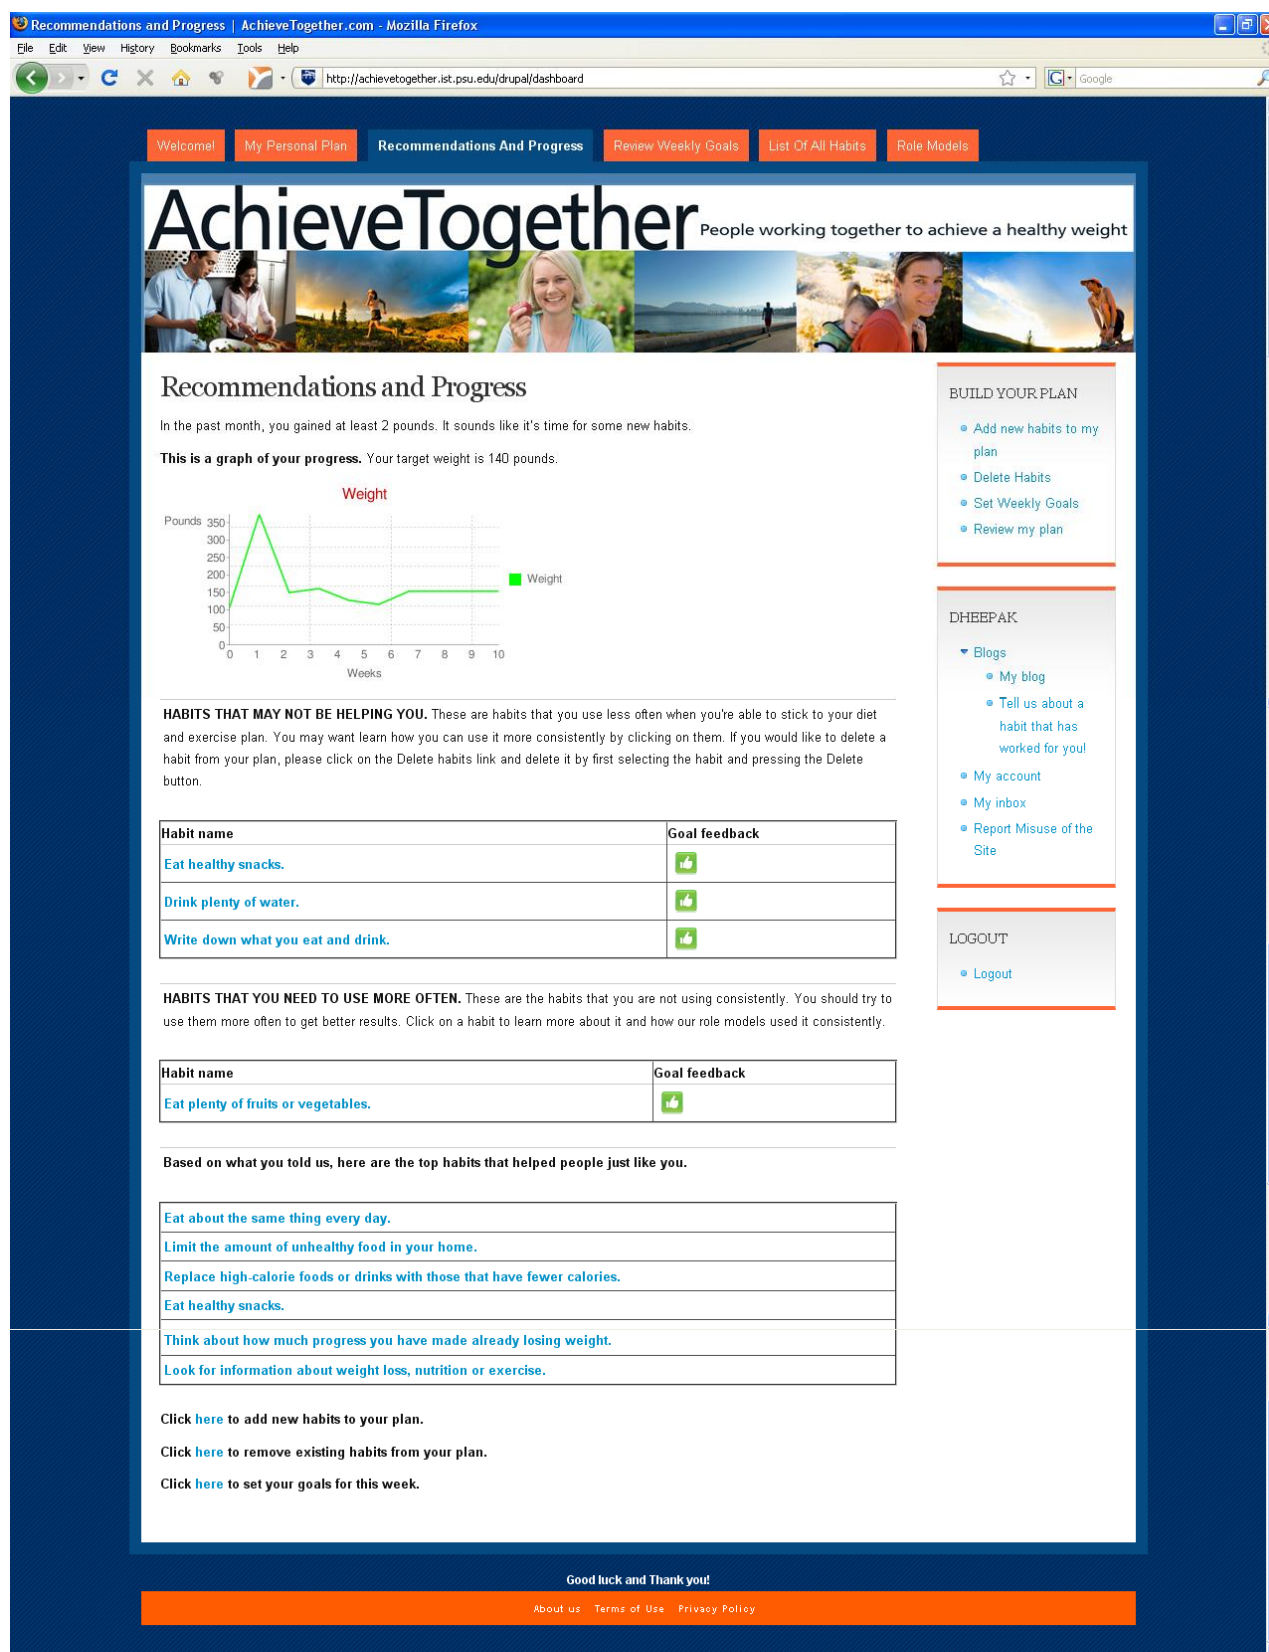 Recommendations and Progress | AchieveTogether.com - Mozilla Firefox
File Edit View History Bookmarks Tools Help
http://achievetogether.ist.psu.edu/drupal/dashboard
G Google
Welcome! My Personal Plan Recommendations And Progress Review Weekly Goals List Of All Habits Role Models
AchieveTogether People working together to achieve a healthy weight
Recommendations and Progress
In the past month, you gained at least 2 pounds. It sounds like it's time for some new habits.
This is a graph of your progress. Your target weight is 140 pounds.
Weight
Pounds
350
300
250
200
150
100
50
0
0 1 2 3 4 5 6 7 8 9 10
Weeks
Weight
HABITS THAT MAY NOT BE HELPING YOU. These are habits that you use less often when you're able to stick to your diet
and exercise plan. You may want learn how you can use it more consistently by clicking on them. If you would like to delete a
habit from your plan, please click on the Delete habits link and delete it by first selecting the habit and pressing the Delete
button.
Habit name Goal feedback
Eat healthy snacks.
Drink plenty of water.
Write down what you eat and drink.
HABITS THAT YOU NEED TO USE MORE OFTEN. These are the habits that you are not using consistently. You should try to
use them more often to get better results. Click on a habit to learn more about it and how our role models used it consistently.
Habit name Goal feedback
Eat plenty of fruits or vegetables.
Based on what you told us, here are the top habits that helped people just like you.
Eat about the same thing every day.
Limit the amount of unhealthy food in your home.
Replace high-calorie foods or drinks with those that have fewer calories.
Eat healthy snacks.
Think about how much progress you have made already losing weight.
Look for information about weight loss, nutrition or exercise.
Click here to add new habits to your plan.
Click here to remove existing habits from your plan.
Click here to set your goals for this week.
BUILD YOUR PLAN
Add new habits to my
plan
Delete Habits
Set Weekly Goals
Review my plan
DHEEPAK
Blogs
My blog
Tell us about a
habit that has
worked for you!
My account
My inbox
Report Misuse of the
Site
LOGOUT
Logout
Good luck and Thank you!
About us Terms of Use Privacy Policy